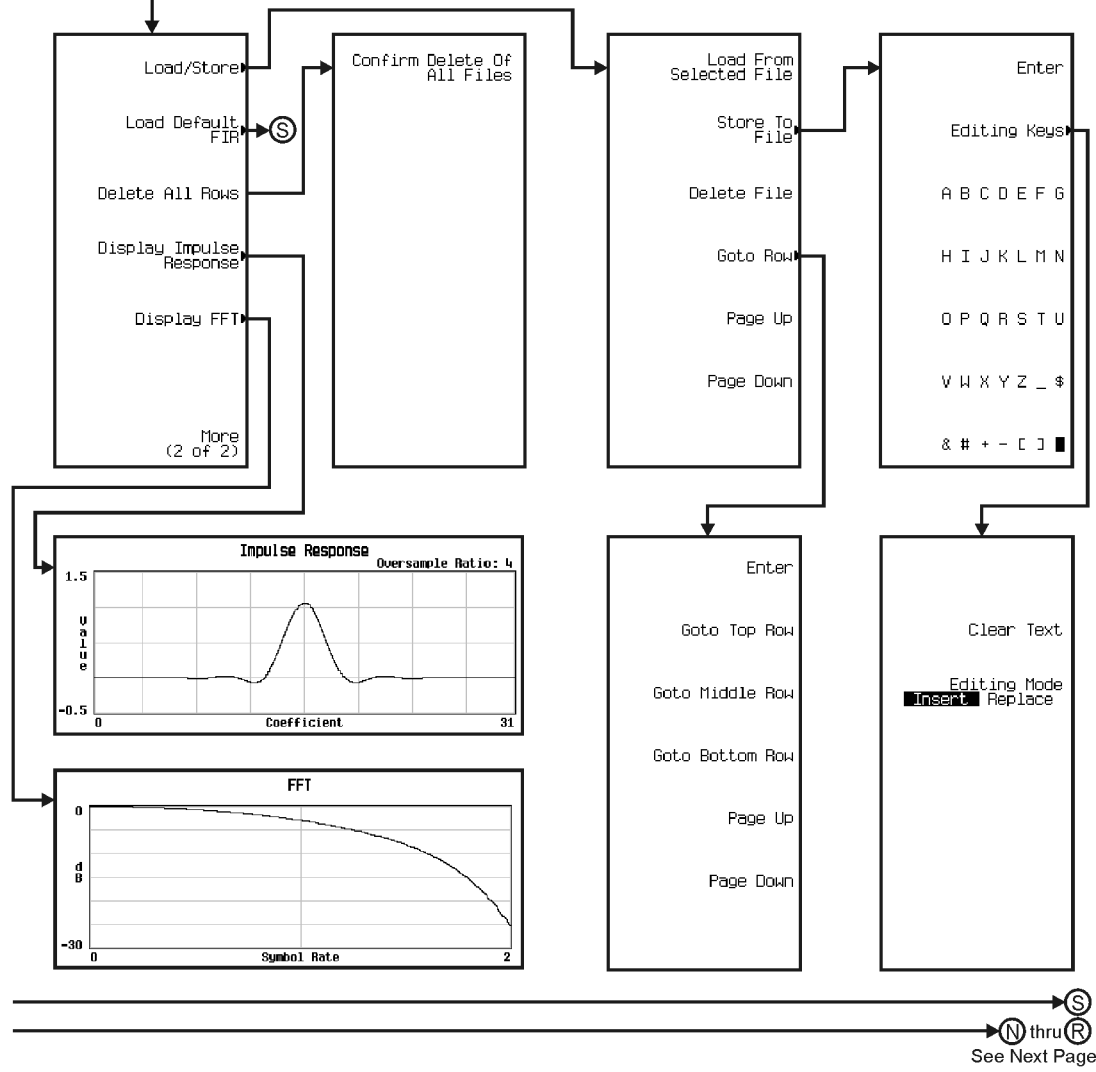 Load/Store
Load Default
FIR
S
Delete All Rows
Display Impulse
Response
Display FFT
More
(2 of 2)
Confirm Delete Of
All Files
Load From
Selected File
Store To
File
Delete File
Goto Row
Page Up
Page Down
Enter
Editing Keys
A B C D E F G
H I J K L M N
O P Q R S T U
V W X Y Z _ $
& # + - [ ]
Impulse Response
Oversample Ratio: 4
1.5
Value
-0.5
0
Coefficient
31
FFT
0
dB
-30
0
Symbol Rate
2
Enter
Goto Top Row
Goto Middle Row
Goto Bottom Row
Page Up
Page Down
Clear Text
Editing Mode
Insert Replace
S
N thru R
See Next Page